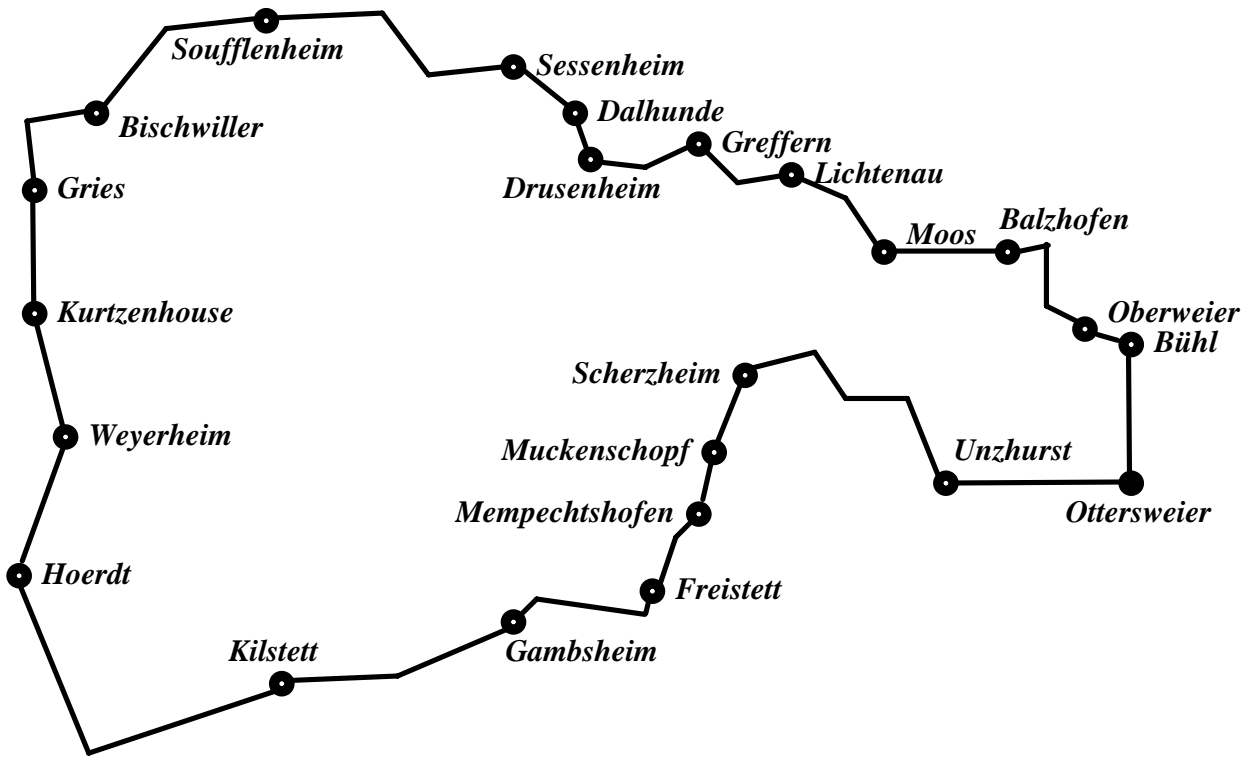 Soufflenheim
Sessenheim
Bischwiller
Dalhunde
Greffern
Lichtenau
Drusenheim
Gries
Balzhofen
Moos
Kurtzenhouse
Oberweier
Bühl
Scherzheim
Weyerheim
Muckenschopf
Unzhurst
Mempechtshofen
Ottersweier
Hoerdt
Freistett
Kilstett
Gambsheim